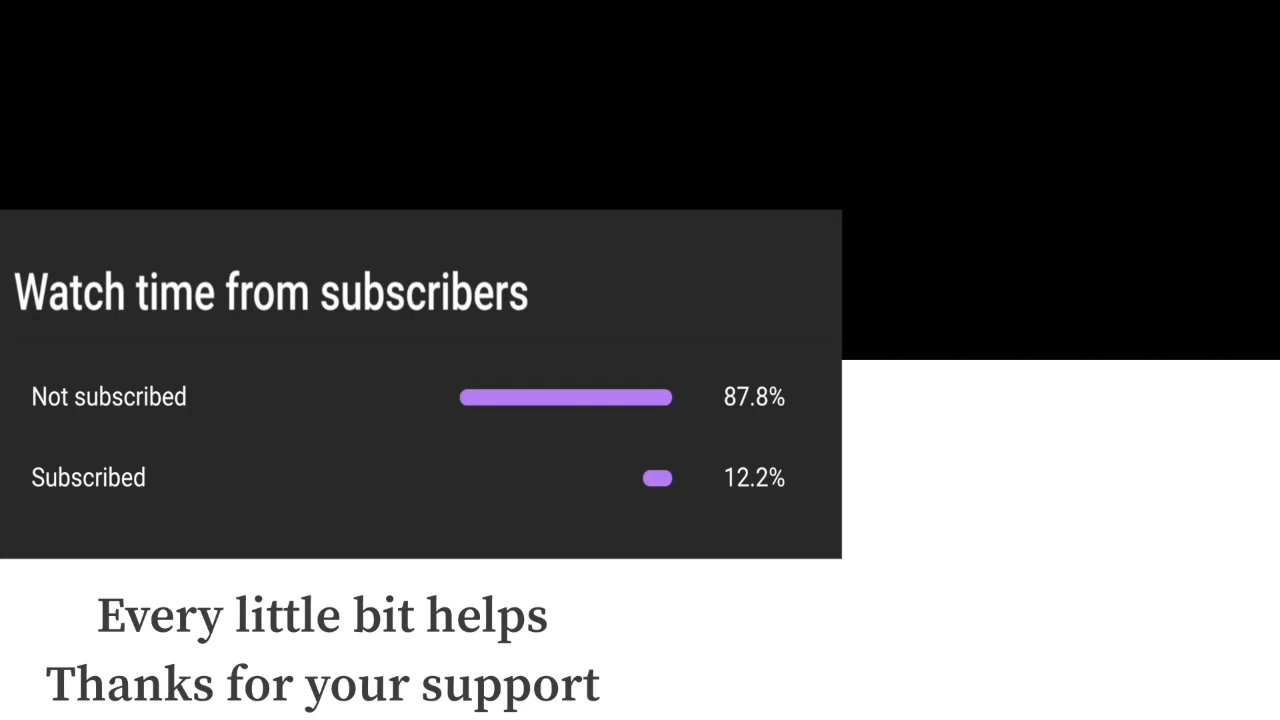 Watch time from subscribers
Not subscribed 87.8%
Subscribed 12.2%
Every little bit helps
Thanks for your support